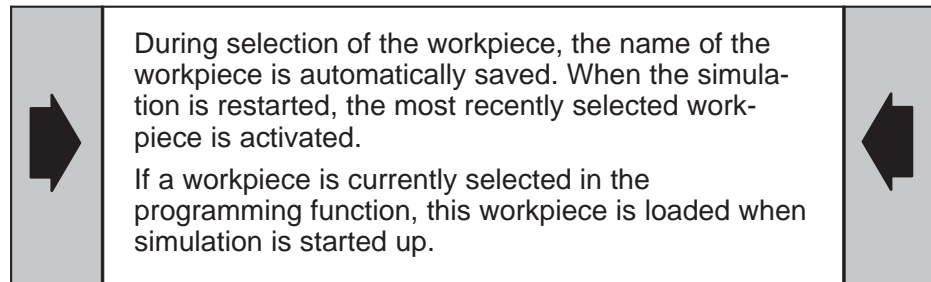 During selection of the workpiece, the name of the
workpiece is automatically saved. When the simula-
tion is restarted, the most recently selected work-
piece is activated.
If a workpiece is currently selected in the
programming function, this workpiece is loaded when
simulation is started up.